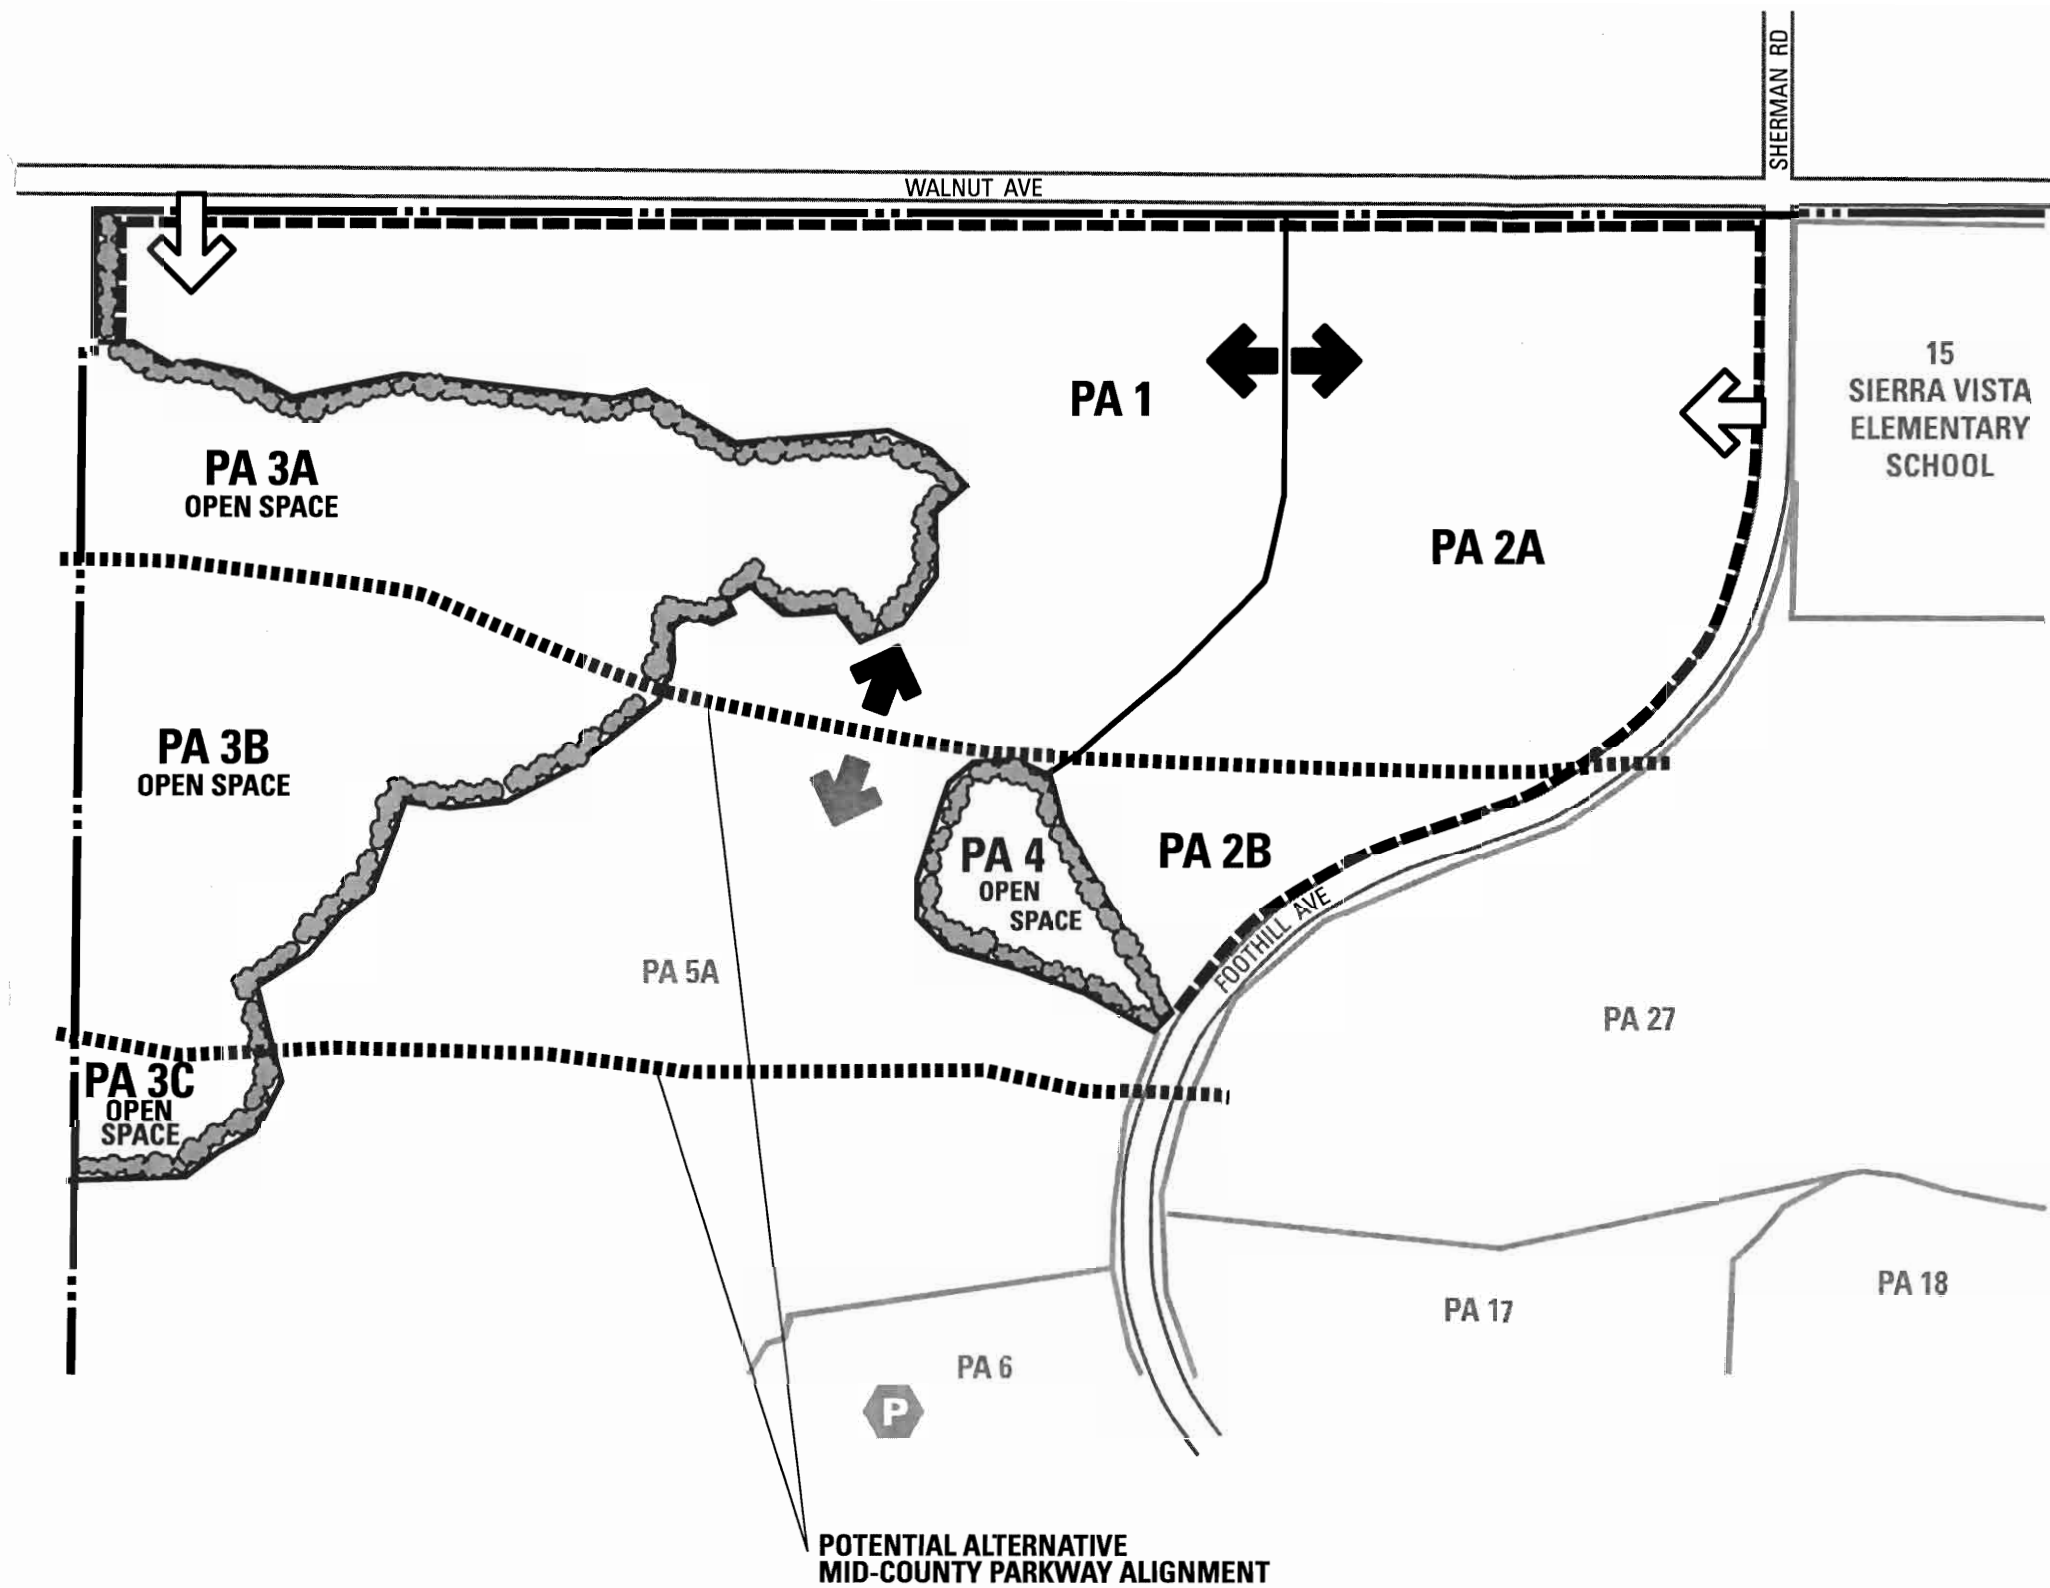 SHERMAN RD
WALNUT AVE
15
SIERRA VISTA
ELEMENTARY
SCHOOL
PA 1
PA 3A
OPEN SPACE
PA 2A
PA 3B
OPEN SPACE
PA 4
OPEN
SPACE
PA 2B
FOOTHILL AVE
PA 5A
PA 27
PA 3C
OPEN
SPACE
PA 18
PA 17
PA 6
P
POTENTIAL ALTERNATIVE
MID-COUNTY PARKWAY ALIGNMENT